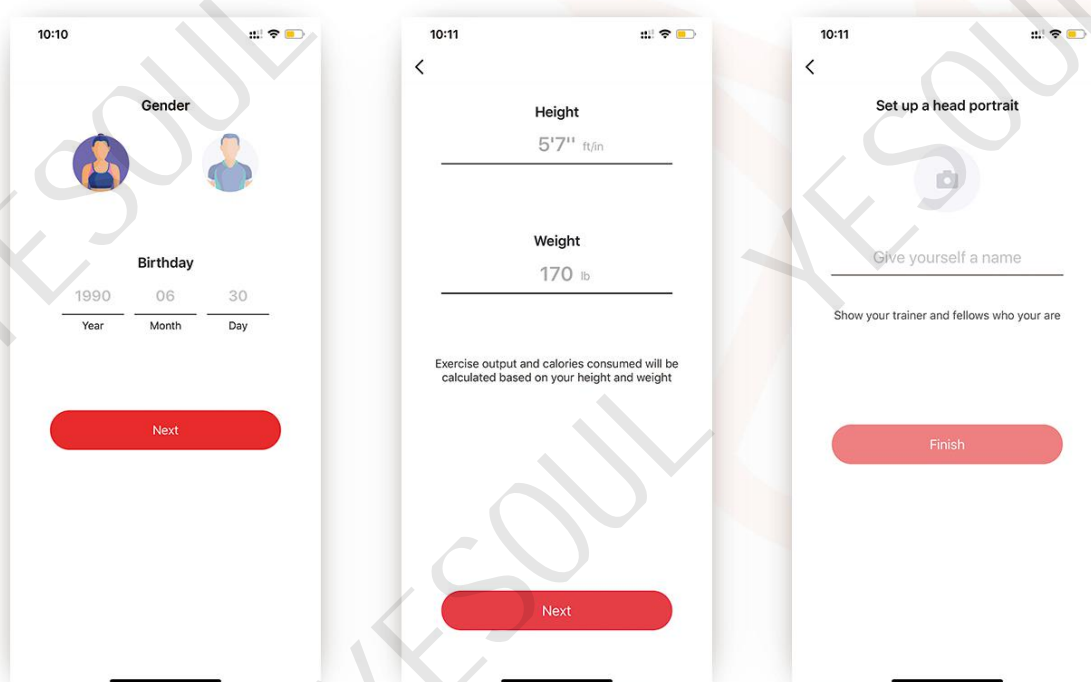 10:10
Gender
Birthday
1990 06 30
Year Month Day
Next
10:11
Height
5'7'' ft/in
Weight
170 lb
Exercise output and calories consumed will be
calculated based on your height and weight
Next
10:11
Set up a head portrait
Give yourself a name
Show your trainer and fellows who your are
Finish
YESOUL
YESOUL
YESOUL